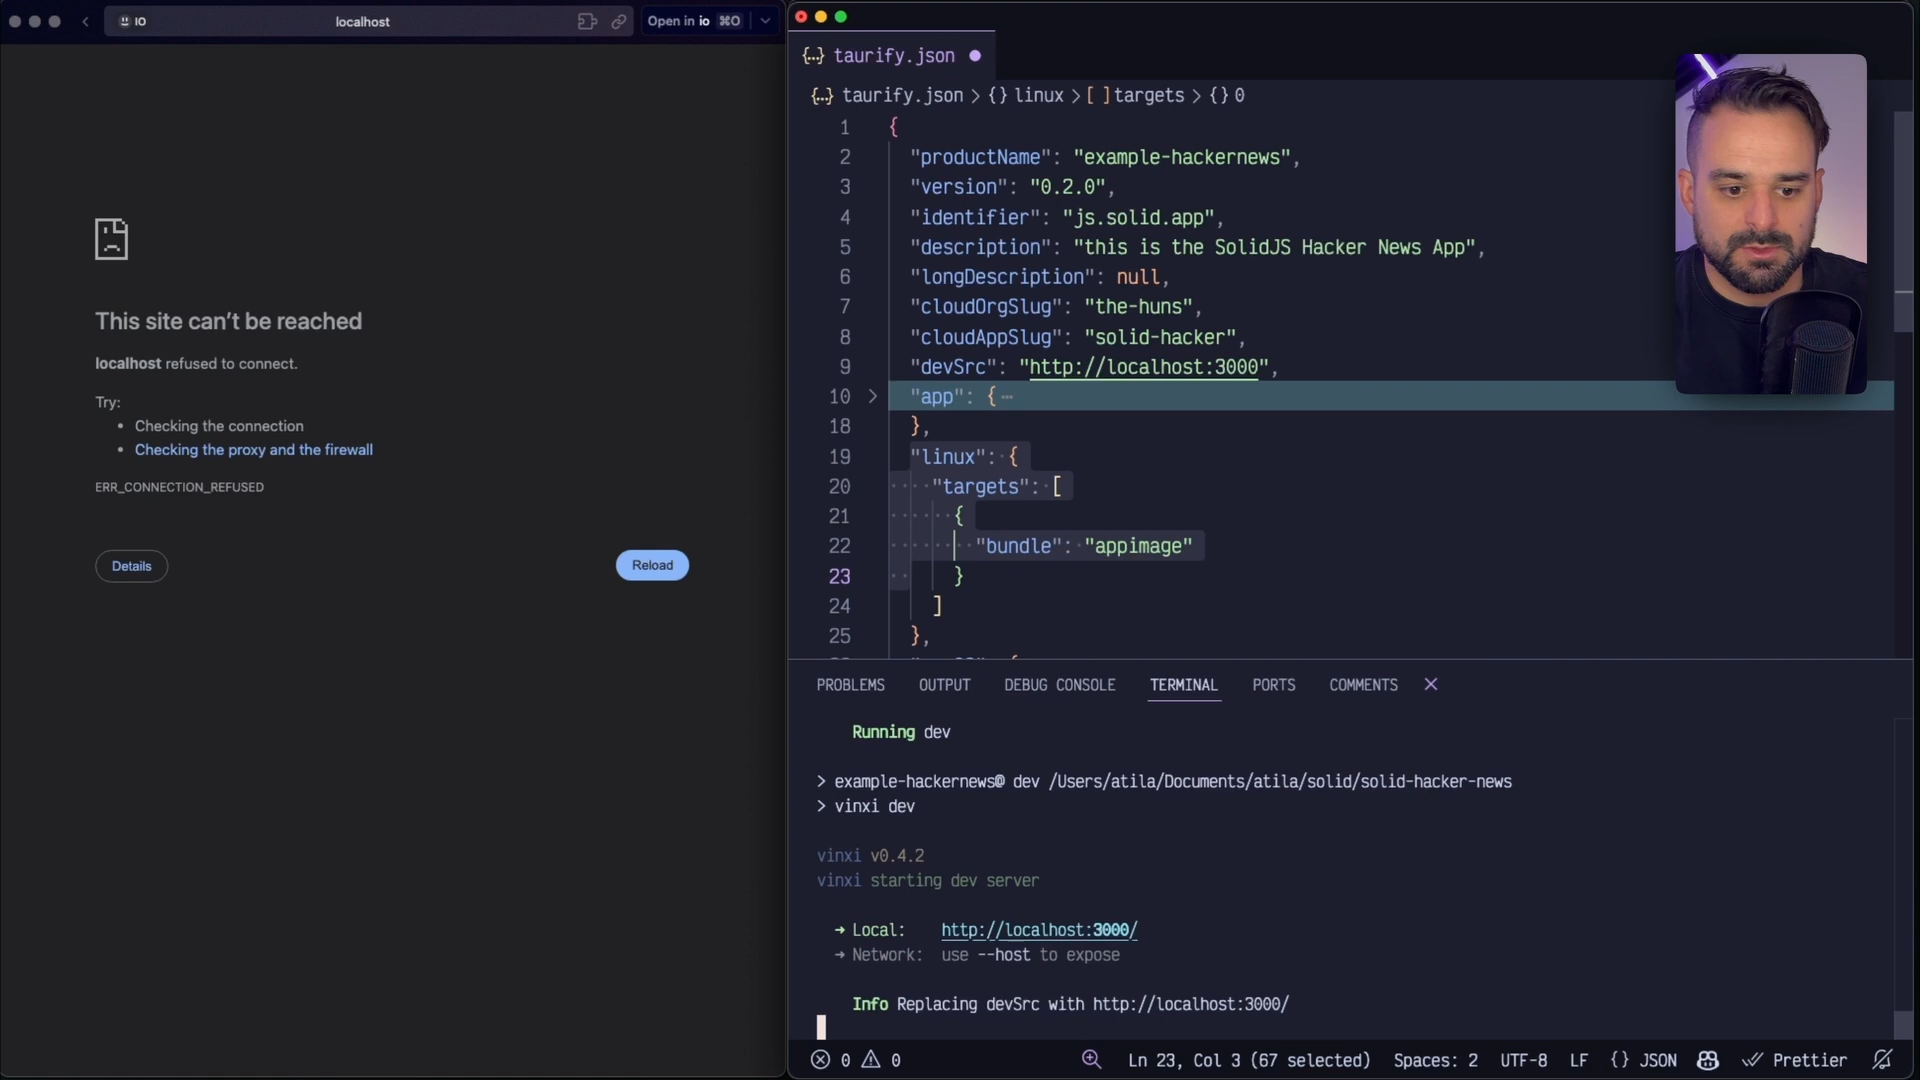 IO
localhost
Open in io ⌘O
This site can't be reached
localhost refused to connect.
Try:
• Checking the connection
• Checking the proxy and the firewall
ERR_CONNECTION_REFUSED
Details
Reload
{…} taurify.json
{…} taurify.json > {} linux > [ ] targets > {} 0
1 {
2 "productName": "example-hackernews",
3 "version": "0.2.0",
4 "identifier": "js.solid.app",
5 "description": "this is the SolidJS Hacker News App",
6 "longDescription": null,
7 "cloudOrgSlug": "the-huns",
8 "cloudAppSlug": "solid-hacker",
9 "devSrc": "http://localhost:3000",
10 > "app": { ⋯
18 },
19 "linux": {
20 "targets": [
21 {
22 "bundle": "appimage"
23 }
24 ]
25 },
PROBLEMS OUTPUT DEBUG CONSOLE TERMINAL PORTS COMMENTS
Running dev
> example-hackernews@ dev /Users/atila/Documents/atila/solid/solid-hacker-news
> vinxi dev
vinxi v0.4.2
vinxi starting dev server
➜ Local: http://localhost:3000/
➜ Network: use --host to expose
Info Replacing devSrc with http://localhost:3000/
0 0 Ln 23, Col 3 (67 selected) Spaces: 2 UTF-8 LF {} JSON Prettier